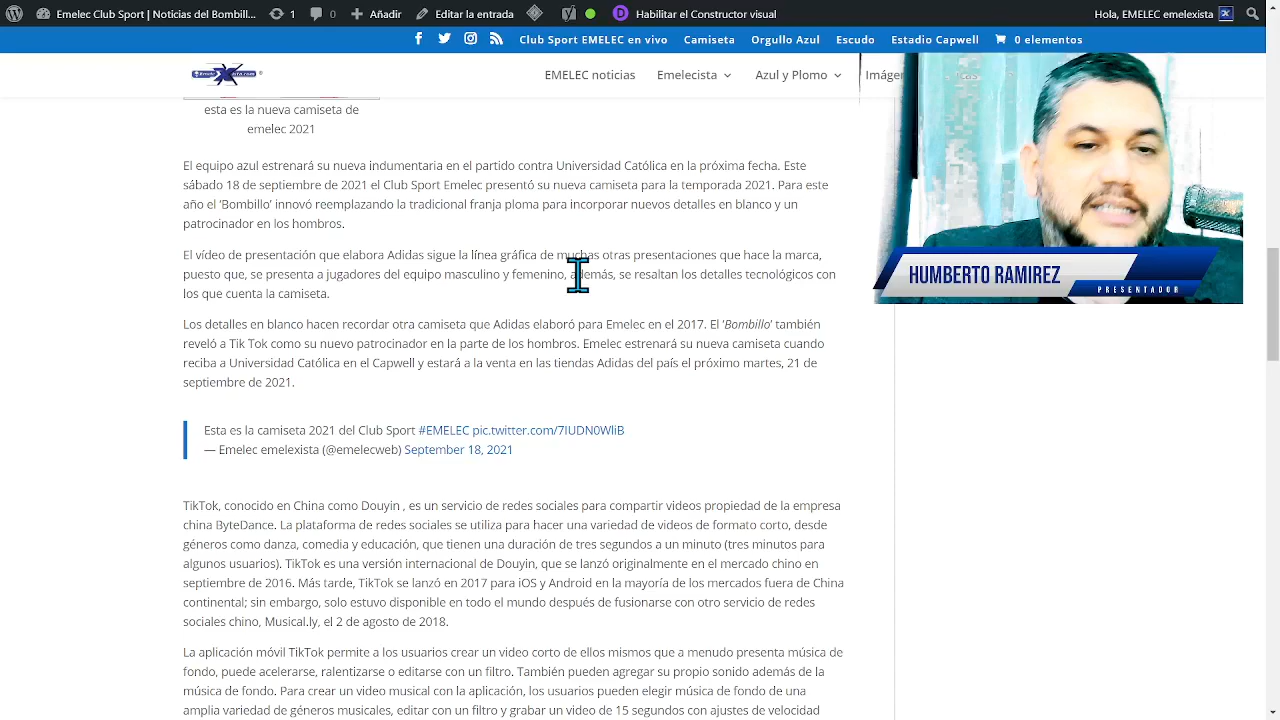 Emelec Club Sport | Noticias del Bombill...
1
0
Añadir
Editar la entrada
Habilitar el Constructor visual
Hola, EMELEC emelexista
Club Sport EMELEC en vivo
Camiseta
Orgullo Azul
Escudo
Estadio Capwell
0 elementos
EMELEC noticias
Emelecista
Azul y Plomo
esta es la nueva camiseta de
emelec 2021
El equipo azul estrenará su nueva indumentaria en el partido contra Universidad Católica en la próxima fecha. Este
sábado 18 de septiembre de 2021 el Club Sport Emelec presentó su nueva camiseta para la temporada 2021. Para este
año el ‘Bombillo’ innovó reemplazando la tradicional franja ploma para incorporar nuevos detalles en blanco y un
patrocinador en los hombros.
El vídeo de presentación que elabora Adidas sigue la línea gráfica de muchas otras presentaciones que hace la marca,
puesto que, se presenta a jugadores del equipo masculino y femenino, además, se resaltan los detalles tecnológicos con
los que cuenta la camiseta.
HUMBERTO RAMIREZ
PRESENTADOR
Los detalles en blanco hacen recordar otra camiseta que Adidas elaboró para Emelec en el 2017. El ‘Bombillo’ también
reveló a Tik Tok como su nuevo patrocinador en la parte de los hombros. Emelec estrenará su nueva camiseta cuando
reciba a Universidad Católica en el Capwell y estará a la venta en las tiendas Adidas del país el próximo martes, 21 de
septiembre de 2021.
Esta es la camiseta 2021 del Club Sport #EMELEC pic.twitter.com/7IUDN0WliB
— Emelec emelexista (@emelecweb) September 18, 2021
TikTok, conocido en China como Douyin , es un servicio de redes sociales para compartir videos propiedad de la empresa
china ByteDance. La plataforma de redes sociales se utiliza para hacer una variedad de videos de formato corto, desde
géneros como danza, comedia y educación, que tienen una duración de tres segundos a un minuto (tres minutos para
algunos usuarios). TikTok es una versión internacional de Douyin, que se lanzó originalmente en el mercado chino en
septiembre de 2016. Más tarde, TikTok se lanzó en 2017 para iOS y Android en la mayoría de los mercados fuera de China
continental; sin embargo, solo estuvo disponible en todo el mundo después de fusionarse con otro servicio de redes
sociales chino, Musical.ly, el 2 de agosto de 2018.
La aplicación móvil TikTok permite a los usuarios crear un video corto de ellos mismos que a menudo presenta música de
fondo, puede acelerarse, ralentizarse o editarse con un filtro. También pueden agregar su propio sonido además de la
música de fondo. Para crear un video musical con la aplicación, los usuarios pueden elegir música de fondo de una
amplia variedad de géneros musicales, editar con un filtro y grabar un video de 15 segundos con ajustes de velocidad